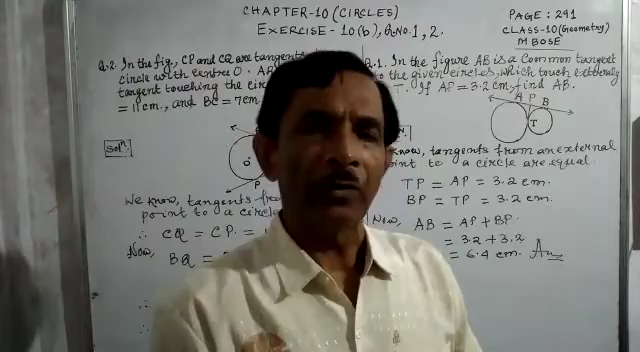 CHAPTER-10 (CIRCLES)
EXERCISE - 10(b), Q.No. 1, 2.
PAGE: 291
CLASS-10 (Geometry)
MBOSE
Q.2. In the fig., CP and CQ are tangents
circle with centre O. AR
tangent touching the cir
= 11 cm, and BC = 7 cm
Soln.
O
P
We know, tangents fro
point to a circle
∴ CQ = CP =
Now, BQ =
∴
∴
.1. In the figure AB is a Common tangent
to the given circles, which touch externally
T. If AP = 3.2 cm, find AB.
A P B
T
know, tangents from an external
point to a circle are equal.
TP = AP = 3.2 cm.
BP = TP = 3.2 cm.
Now, AB = AP + BP
= 3.2 + 3.2
= 6.4 cm. Ans